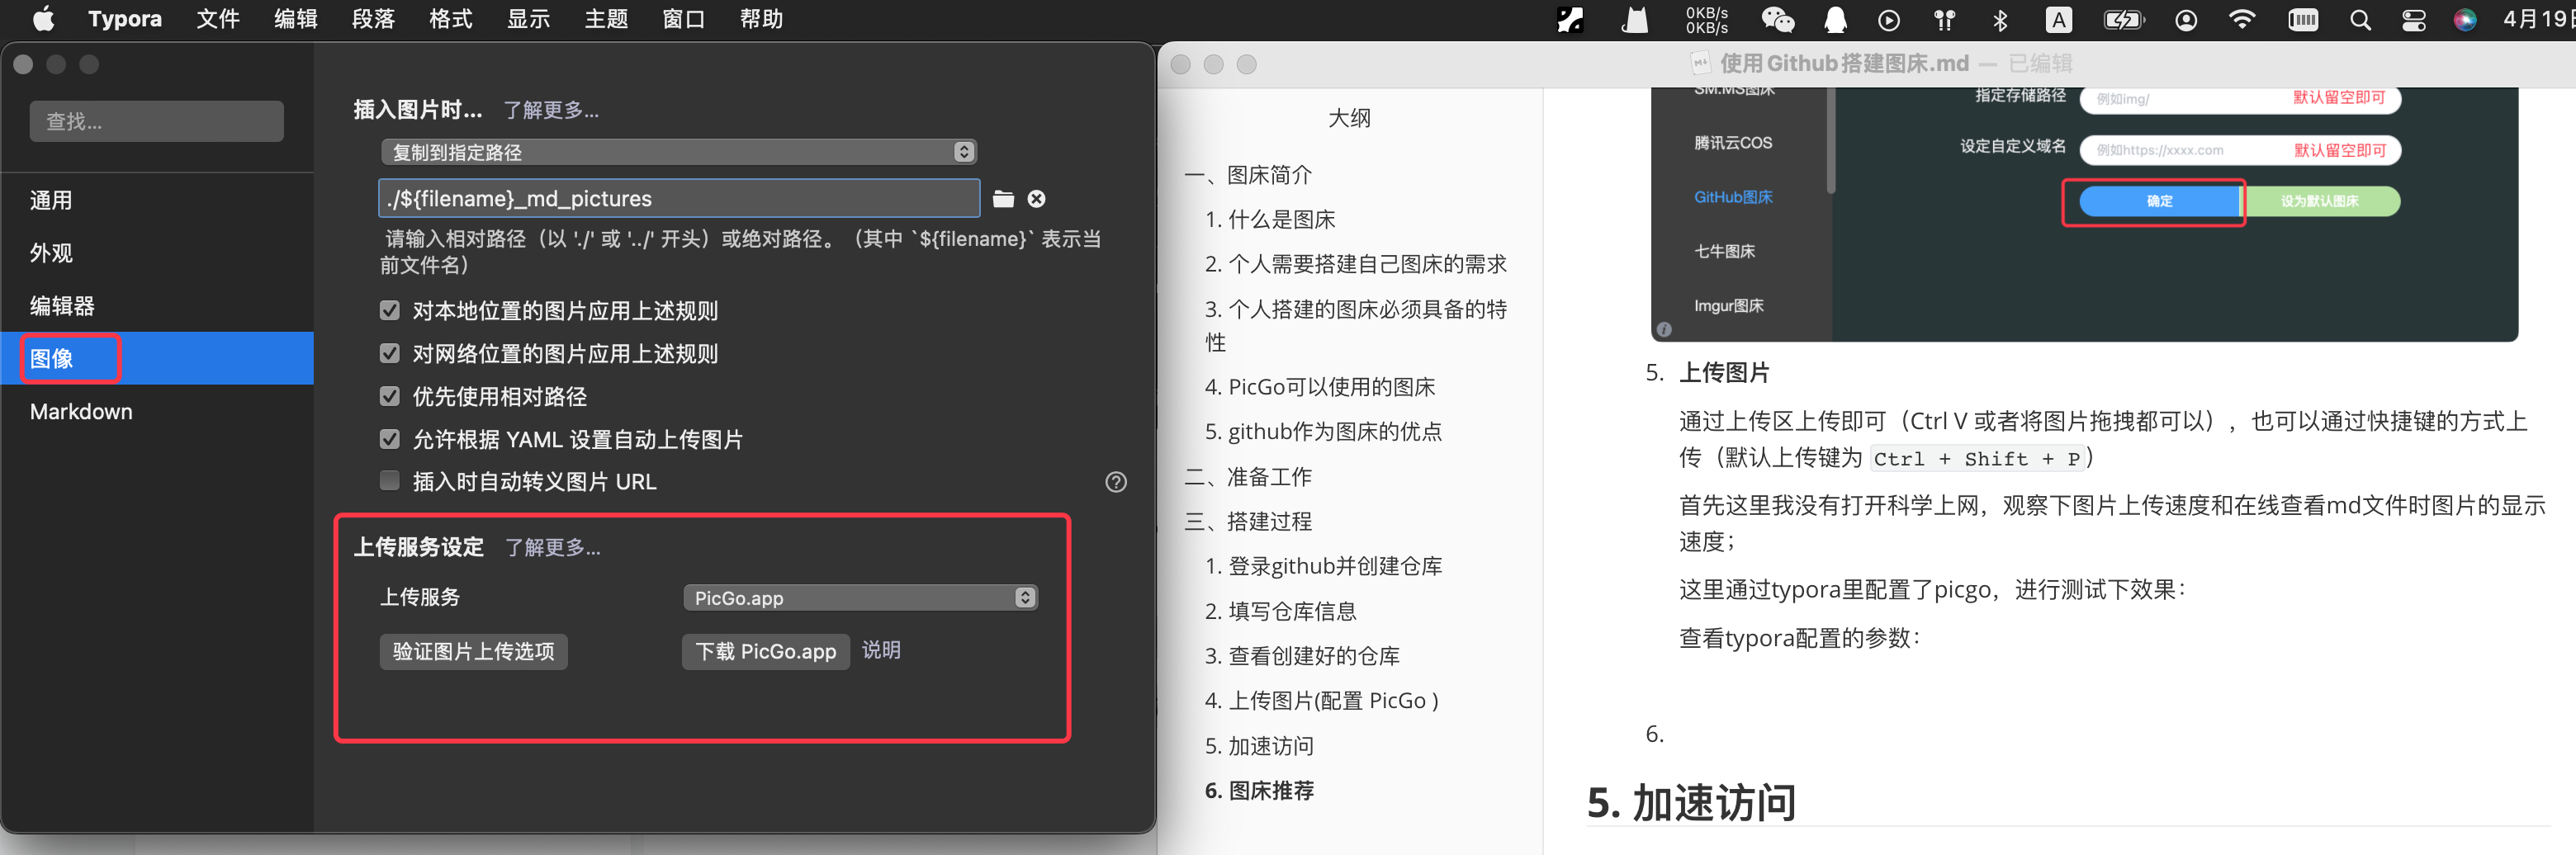 Typora 文件 编辑 段落 格式 显示 主题 窗口 帮助
0KB/s
0KB/s
A
4月19日
查找...
通用
外观
编辑器
图像
Markdown
插入图片时... 了解更多...
复制到指定路径
./${filename}_md_pictures
请输入相对路径（以 './' 或 '../' 开头）或绝对路径。（其中 `${filename}` 表示当
前文件名）
对本地位置的图片应用上述规则
对网络位置的图片应用上述规则
优先使用相对路径
允许根据 YAML 设置自动上传图片
插入时自动转义图片 URL
上传服务设定 了解更多...
上传服务 PicGo.app
验证图片上传选项 下载 PicGo.app 说明
使用Github搭建图床.md — 已编辑
大纲
一、图床简介
1. 什么是图床
2. 个人需要搭建自己图床的需求
3. 个人搭建的图床必须具备的特
性
4. PicGo可以使用的图床
5. github作为图床的优点
二、准备工作
三、搭建过程
1. 登录github并创建仓库
2. 填写仓库信息
3. 查看创建好的仓库
4. 上传图片(配置 PicGo )
5. 加速访问
6. 图床推荐
SM.MS图床
腾讯云COS
GitHub图床
七牛图床
Imgur图床
指定存储路径 例如img/ 默认留空即可
设定自定义域名 例如https://xxxx.com 默认留空即可
确定 设为默认图床
5. 上传图片
通过上传区上传即可（Ctrl V 或者将图片拖拽都可以），也可以通过快捷键的方式上
传（默认上传键为 Ctrl + Shift + P）
首先这里我没有打开科学上网，观察下图片上传速度和在线查看md文件时图片的显示
速度；
这里通过typora里配置了picgo，进行测试下效果：
查看typora配置的参数：
6.
5. 加速访问